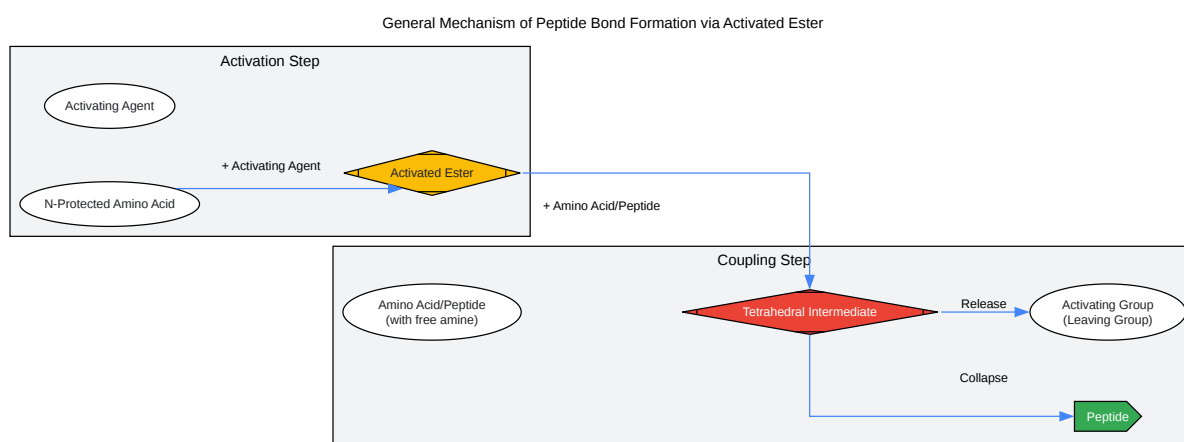 General Mechanism of Peptide Bond Formation via Activated Ester
Activation Step
Activating Agent
+ Activating Agent
Activated Ester
N-Protected Amino Acid
+ Amino Acid/Peptide
Coupling Step
Amino Acid/Peptide
(with free amine)
Tetrahedral Intermediate
Release
Activating Group
(Leaving Group)
Collapse
Peptide